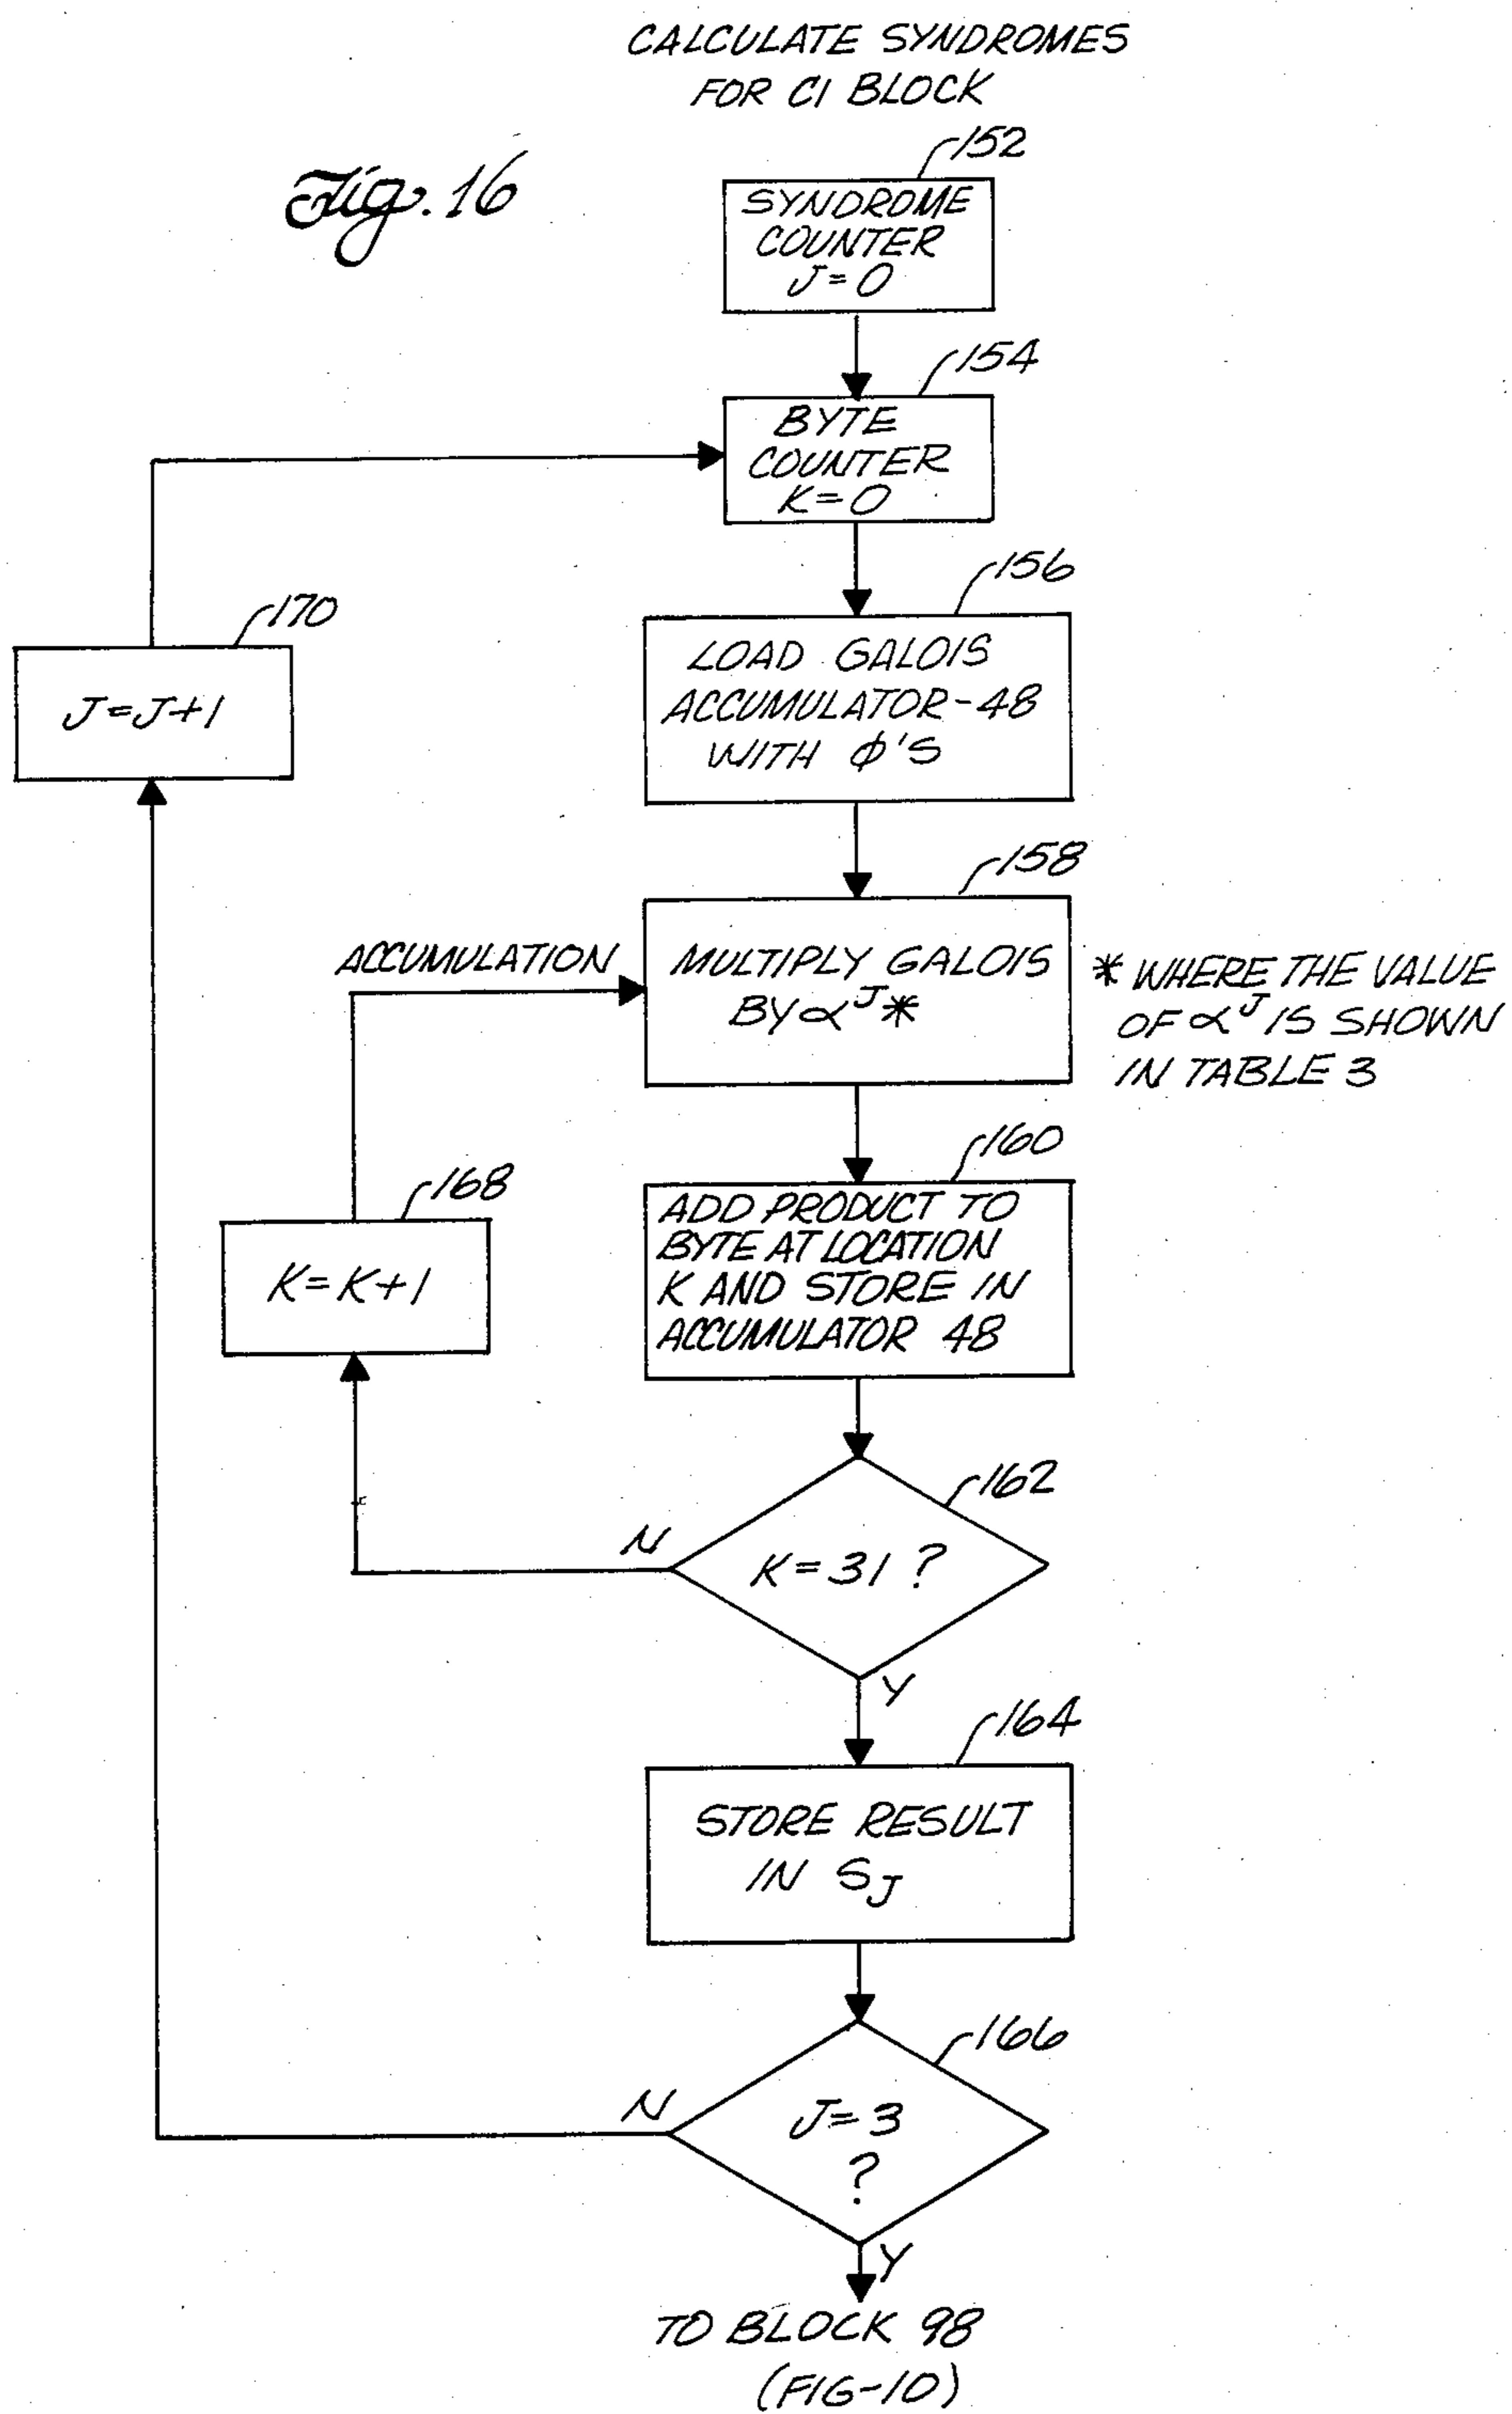 CALCULATE SYNDROMES
FOR C1 BLOCK
Fig. 16
152
SYNDROME
COUNTER
J=0
154
BYTE
COUNTER
K=0
156
LOAD GALOIS
ACCUMULATOR-48
WITH ϕ'S
170
J=J+1
158
ACCUMULATION
MULTIPLY GALOIS
BY ∝^J *
* WHERE THE VALUE
OF ∝^J IS SHOWN
IN TABLE 3
160
ADD PRODUCT TO
BYTE AT LOCATION
K AND STORE IN
ACCUMULATOR 48
168
K=K+1
162
N
K=31 ?
Y
164
STORE RESULT
IN S_J
166
N
J=3
?
Y
TO BLOCK 98
(FIG-10)